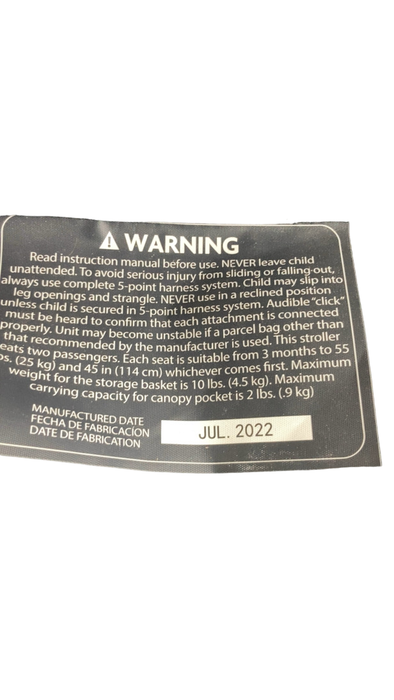 WARNING
Read instruction manual before use. NEVER leave child
unattended. To avoid serious injury from sliding or falling out,
always use complete 5-point harness system. Child may slip into
leg openings and strangle. NEVER use in a reclined position
unless child is secured in 5-point harness system. Audible "click"
must be heard to confirm that each attachment is connected
properly. Unit may become unstable if a parcel bag other than
that recommended by the manufacturer is used. This stroller
eats two passengers. Each seat is suitable from 3 months to 55
bs. (25 kg) and 45 in (114 cm) whichever comes first. Maximum
weight for the storage basket is 10 lbs. (4.5 kg). Maximum
carrying capacity for canopy pocket is 2 lbs. (.9 kg)
MANUFACTURED DATE
FECHA DE FABRICACÍON
DATE DE FABRICATION
JUL. 2022